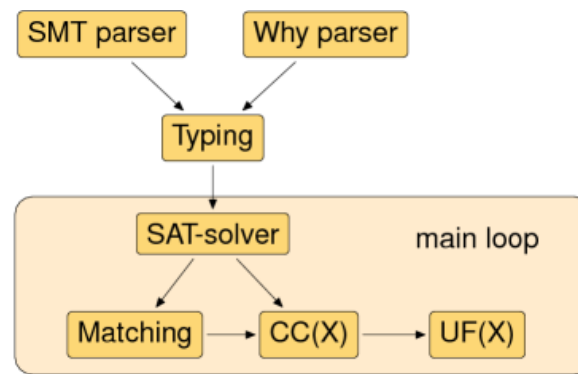 SMT parser
Why parser
Typing
SAT-solver
main loop
Matching
CC(X)
UF(X)